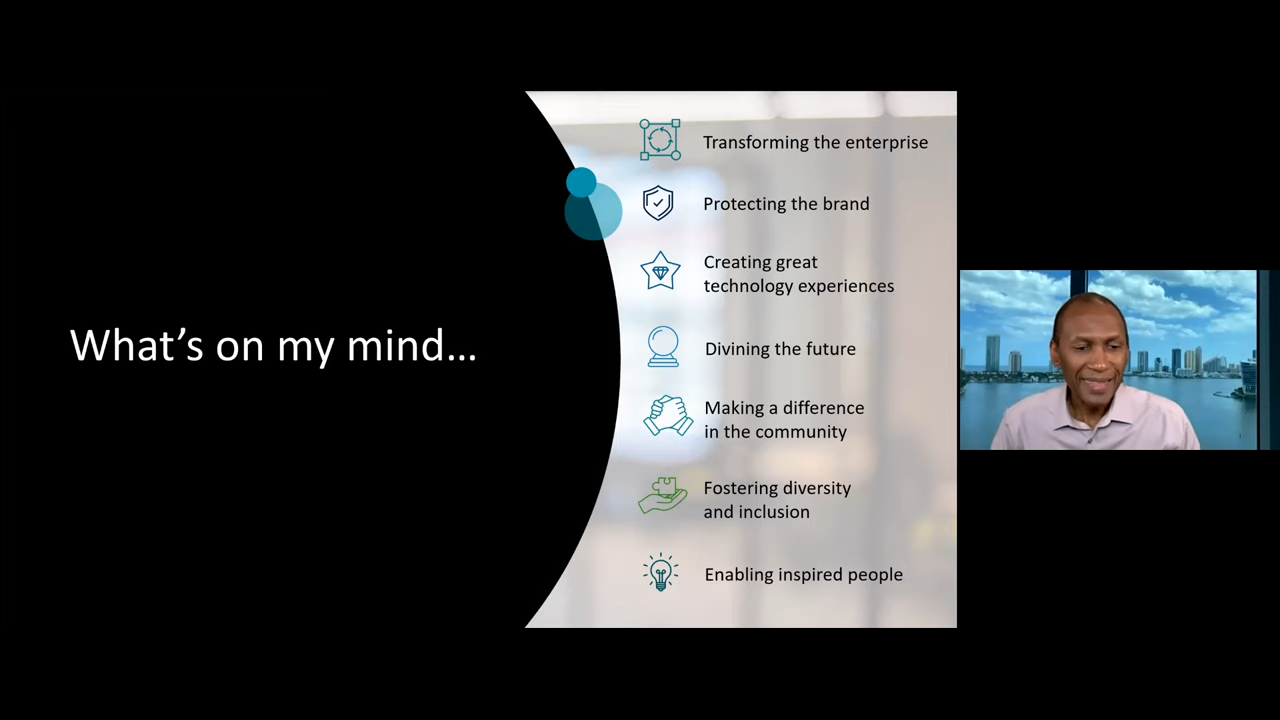 What’s on my mind…
Transforming the enterprise
Protecting the brand
Creating great
technology experiences
Divining the future
Making a difference
in the community
Fostering diversity
and inclusion
Enabling inspired people